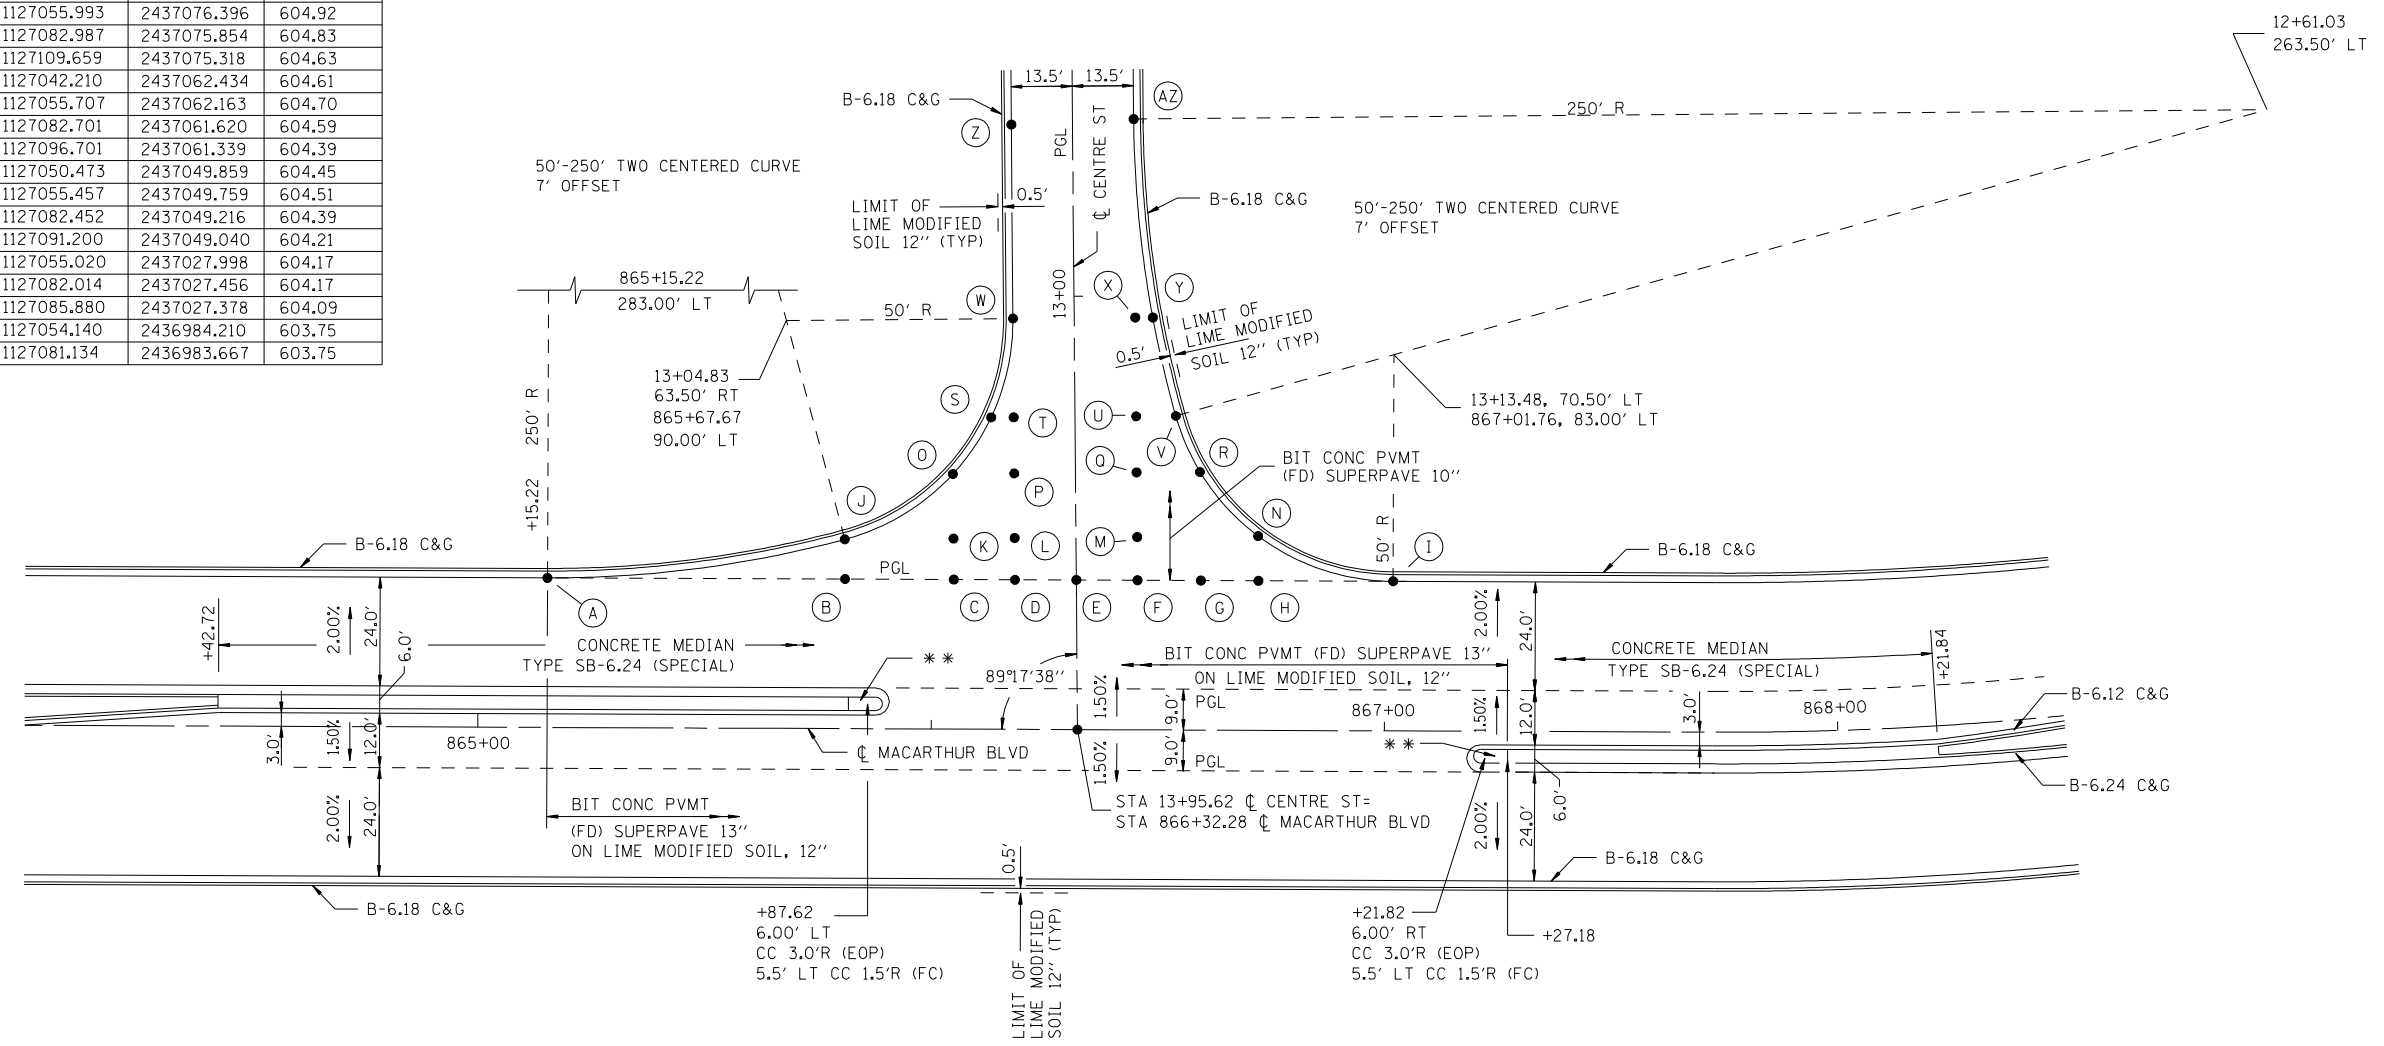 1127055.993 2437076.396 604.92
1127082.987 2437075.854 604.83
1127109.659 2437075.318 604.63
1127042.210 2437062.434 604.61
1127055.707 2437062.163 604.70
1127082.701 2437061.620 604.59
1127096.701 2437061.339 604.39
1127050.473 2437049.859 604.45
1127055.457 2437049.759 604.51
1127082.452 2437049.216 604.39
1127091.200 2437049.040 604.21
1127055.020 2437027.998 604.17
1127082.014 2437027.456 604.17
1127085.880 2437027.378 604.09
1127054.140 2436984.210 603.75
1127081.134 2436983.667 603.75
12+61.03
263.50' LT
13.5' 13.5'
B-6.18 C&G
Z
AZ
250' R
PGL
℄ CENTRE ST
13+00
50'-250' TWO CENTERED CURVE
7' OFFSET
LIMIT OF
LIME MODIFIED
SOIL 12'' (TYP)
0.5'
B-6.18 C&G
50'-250' TWO CENTERED CURVE
7' OFFSET
865+15.22
283.00' LT
50' R
W
X
Y
LIMIT OF
LIME MODIFIED
SOIL 12'' (TYP)
0.5'
13+04.83
63.50' RT
865+67.67
90.00' LT
250' R
+15.22
13+13.48, 70.50' LT
867+01.76, 83.00' LT
S
T
U
V
O
P
Q
R
BIT CONC PVMT
(FD) SUPERPAVE 10''
J
K
L
M
N
50' R
I
B-6.18 C&G
B-6.18 C&G
PGL
A
B
C
D
E
F
G
H
+42.72
2.00%
24.0'
6.0'
CONCRETE MEDIAN
TYPE SB-6.24 (SPECIAL)
**
89°17'38''
BIT CONC PVMT (FD) SUPERPAVE 13''
ON LIME MODIFIED SOIL, 12''
2.00%
24.0'
CONCRETE MEDIAN
TYPE SB-6.24 (SPECIAL)
+21.84
B-6.12 C&G
3.0'
1.50%
12.0'
865+00
℄ MACARTHUR BLVD
1.50%
9.0'
PGL
1.50%
9.0'
PGL
867+00
**
1.50%
12.0'
3.0'
868+00
B-6.24 C&G
2.00%
24.0'
BIT CONC PVMT
(FD) SUPERPAVE 13''
ON LIME MODIFIED SOIL, 12''
STA 13+95.62 ℄ CENTRE ST=
STA 866+32.28 ℄ MACARTHUR BLVD
2.00%
24.0'
6.0'
B-6.18 C&G
B-6.18 C&G
0.5'
LIMIT OF
LIME MODIFIED
SOIL 12'' (TYP)
+87.62
6.00' LT
CC 3.0'R (EOP)
5.5' LT CC 1.5'R (FC)
+21.82
6.00' RT
CC 3.0'R (EOP)
5.5' LT CC 1.5'R (FC)
+27.18